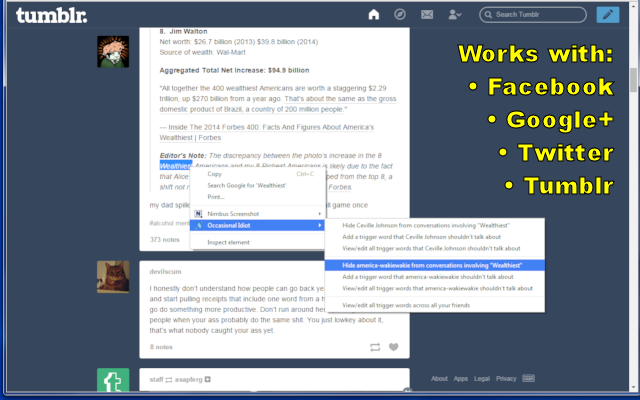 tumblr.
Search Tumblr
8. Jim Walton
Net worth: $26.7 billion (2013) $39.8 billion (2014)
Source of wealth: Wal-Mart
Aggregated Total Net Increase: $94.9 billion
"All together the 400 wealthiest Americans are worth a staggering $2.29
trillion, up $270 billion from a year ago. That's about the same as the gross
domestic product of Brazil, a country of 200 million people."
— Inside The 2014 Forbes 400: Facts And Figures About America's
Wealthiest | Forbes
Editor's Note: The discrepency between the photo's increase in the 8
Wealthiest Americans and my 8 Richest Americans is likely due to the fact
that Alice
ped from the top 8, a
shift not
Forbes.
my dad spille
ll game once
#alcohol men
373 notes
Copy Ctrl+C
Search Google for 'Wealthiest'
Print...
Nimbus Screenshot
Occasional Idiot
Inspect element
Hide Ceville Johnson from conversations involving "Wealthiest"
Add a trigger word that Ceville Johnson shouldn't talk about
View/edit all trigger words that Ceville Johnson shouldn't talk about
Hide america-wakiewakie from conversations involving "Wealthiest"
Add a trigger word that america-wakiewakie shouldn't talk about
View/edit all trigger words that america-wakiewakie shouldn't talk about
View/edit all trigger words across all your friends
devilscum
I honestly don't understand how people can go back yea
and start pulling receipts that include one word from a
go do something more productive. Don't run around her
people when your ass probably do the same shit. You just lowkey about it,
that's what nobody caught your ass yet.
8 notes
staff asapferg
About Apps Legal Privacy
Works with:
• Facebook
• Google+
• Twitter
• Tumblr